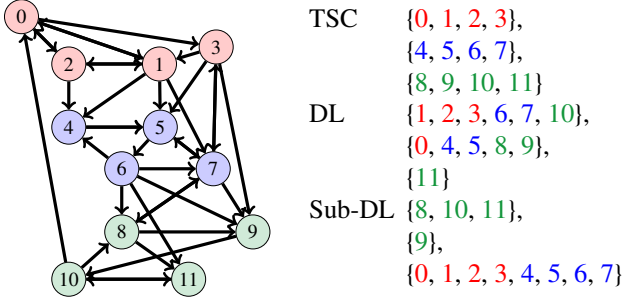 0
3
2
1
4
5
6
7
8
9
10
11
TSC {0, 1, 2, 3},
{4, 5, 6, 7},
{8, 9, 10, 11}
DL {1, 2, 3, 6, 7, 10},
{0, 4, 5, 8, 9},
{11}
Sub-DL {8, 10, 11},
{9},
{0, 1, 2, 3, 4, 5, 6, 7}